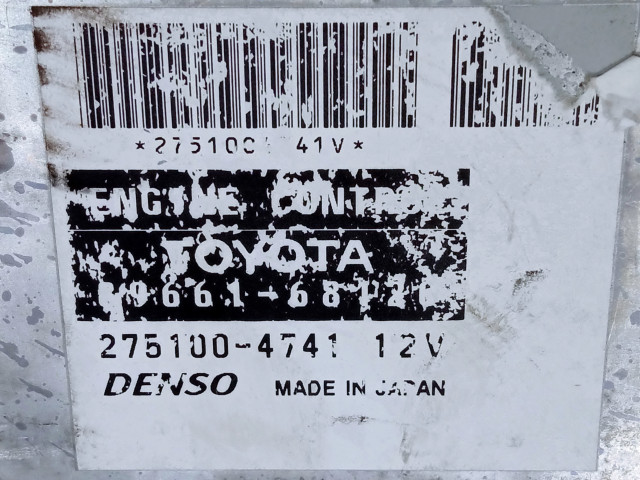 *275100 41V*
ENGINE CONTROL
TOYOTA
275100-4741 12V
DENSO MADE IN JAPAN